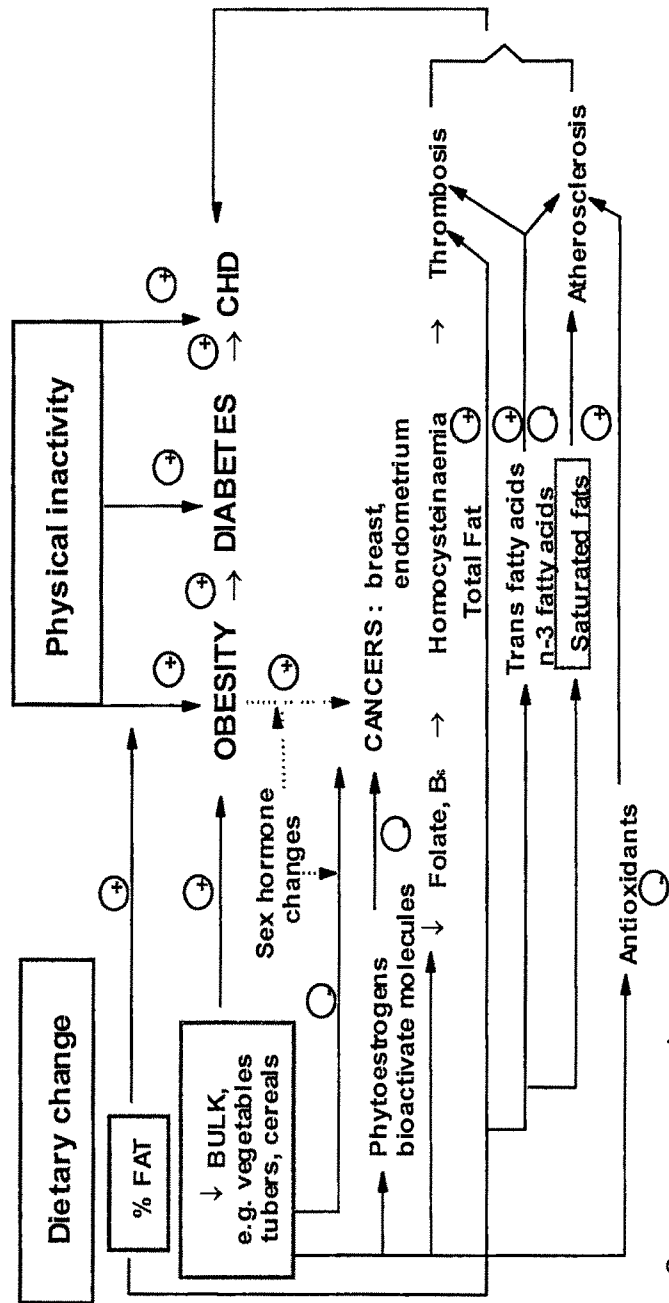 Dietary change
Physical inactivity
% FAT
+
+
+
+
↓ BULK,
e.g. vegetables
tubers, cereals
+
OBESITY
+
→
DIABETES
+
→
CHD
Sex hormone
changes
+
-
CANCERS: breast,
endometrium
Phytoestrogens
bioactivate molecules
-
↓ Folate, B₆ → Homocysteinaemia → Thrombosis
Total Fat
+
Trans fatty acids
+
n-3 fatty acids
-
Saturated fats
+
Atherosclerosis
Antioxidants
-